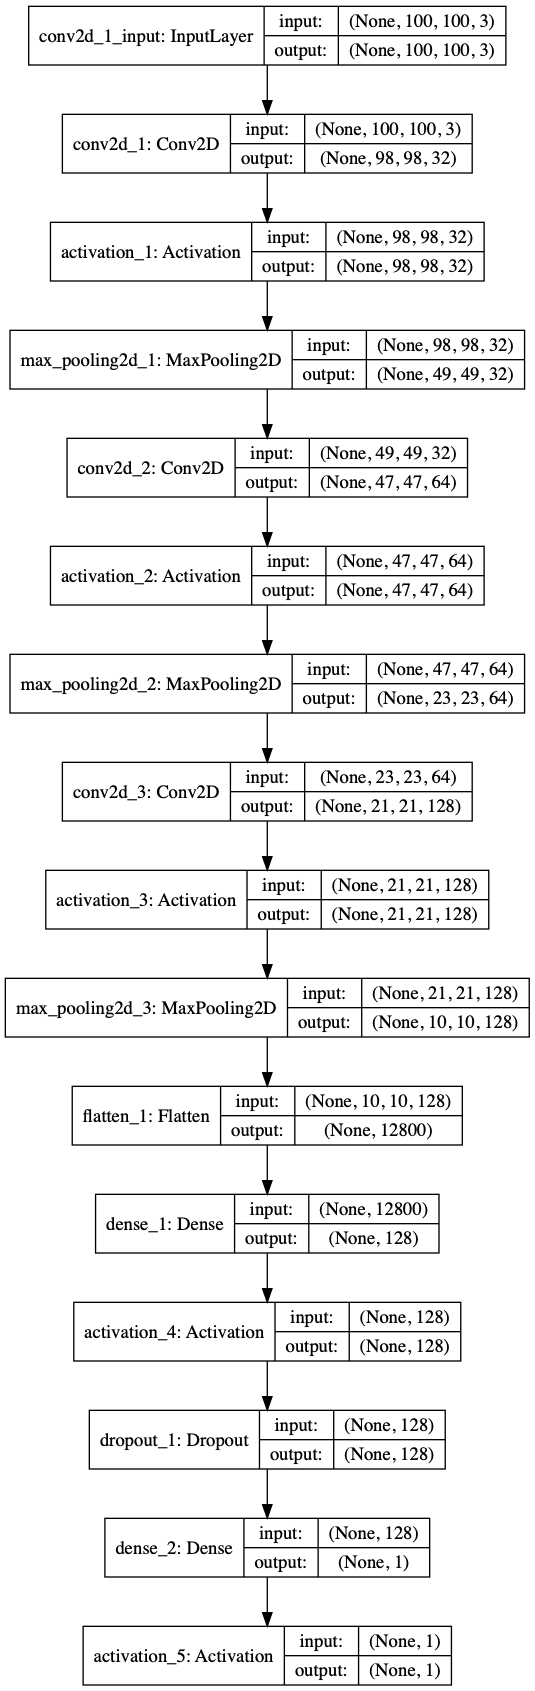 conv2d_1_input: InputLayer
input: (None, 100, 100, 3)
output: (None, 100, 100, 3)
conv2d_1: Conv2D
input: (None, 100, 100, 3)
output: (None, 98, 98, 32)
activation_1: Activation
input: (None, 98, 98, 32)
output: (None, 98, 98, 32)
max_pooling2d_1: MaxPooling2D
input: (None, 98, 98, 32)
output: (None, 49, 49, 32)
conv2d_2: Conv2D
input: (None, 49, 49, 32)
output: (None, 47, 47, 64)
activation_2: Activation
input: (None, 47, 47, 64)
output: (None, 47, 47, 64)
max_pooling2d_2: MaxPooling2D
input: (None, 47, 47, 64)
output: (None, 23, 23, 64)
conv2d_3: Conv2D
input: (None, 23, 23, 64)
output: (None, 21, 21, 128)
activation_3: Activation
input: (None, 21, 21, 128)
output: (None, 21, 21, 128)
max_pooling2d_3: MaxPooling2D
input: (None, 21, 21, 128)
output: (None, 10, 10, 128)
flatten_1: Flatten
input: (None, 10, 10, 128)
output: (None, 12800)
dense_1: Dense
input: (None, 12800)
output: (None, 128)
activation_4: Activation
input: (None, 128)
output: (None, 128)
dropout_1: Dropout
input: (None, 128)
output: (None, 128)
dense_2: Dense
input: (None, 128)
output: (None, 1)
activation_5: Activation
input: (None, 1)
output: (None, 1)